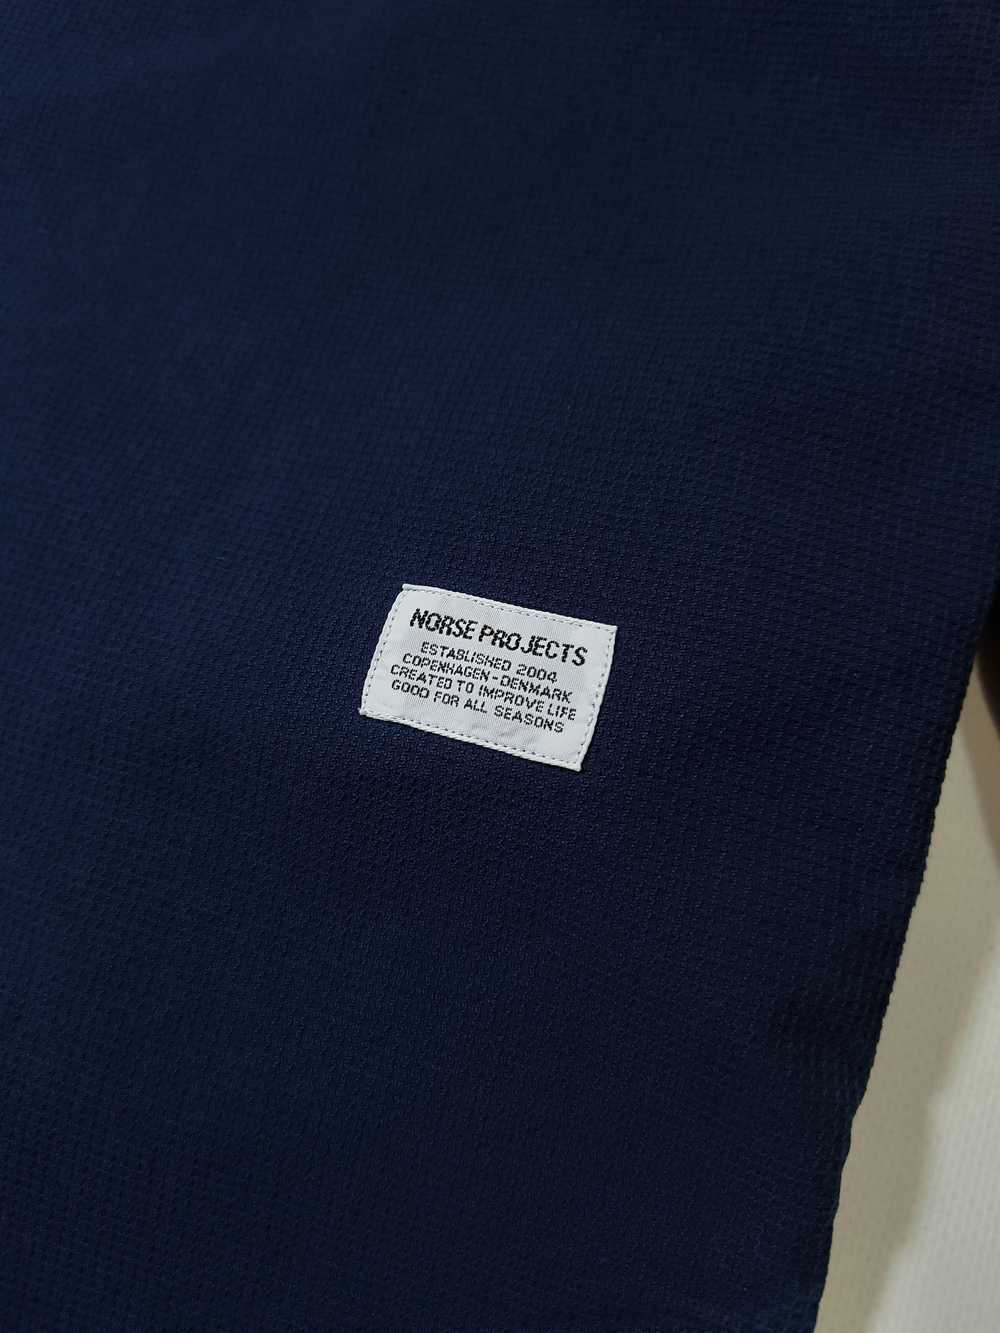 NORSE PROJECTS
ESTABLISHED 2004
COPENHAGEN - DENMARK
CREATED TO IMPROVE LIFE
GOOD FOR ALL SEASONS